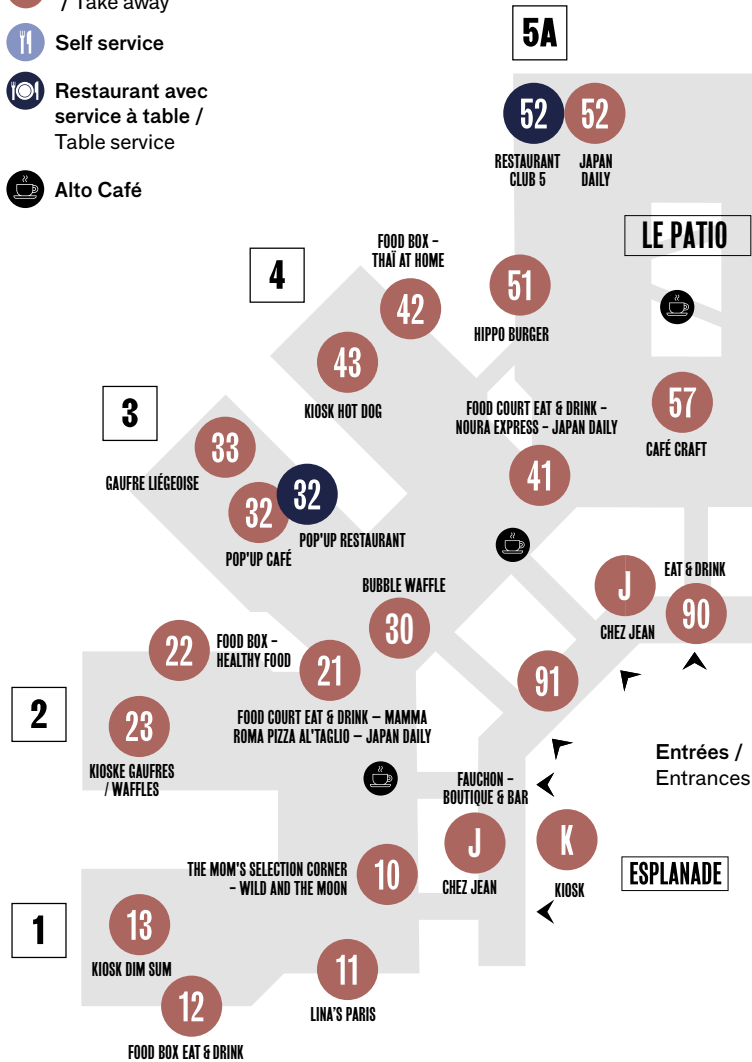 / Take away
Self service
Restaurant avec
service à table /
Table service
Alto Café
5A
52
52
RESTAURANT
CLUB 5
JAPAN
DAILY
LE PATIO
4
FOOD BOX –
THAÏ AT HOME
42
51
HIPPO BURGER
43
KIOSK HOT DOG
57
CAFÉ CRAFT
3
FOOD COURT EAT & DRINK –
NOURA EXPRESS – JAPAN DAILY
41
33
GAUFRE LIÉGEOISE
32
32
POP'UP RESTAURANT
POP'UP CAFÉ
BUBBLE WAFFLE
30
J
CHEZ JEAN
EAT & DRINK
90
22
FOOD BOX –
HEALTHY FOOD
21
91
2
23
FOOD COURT EAT & DRINK – MAMMA
ROMA PIZZA AL'TAGLIO – JAPAN DAILY
KIOSKE GAUFRES
/ WAFFLES
Entrées /
Entrances
FAUCHON –
BOUTIQUE & BAR
J
CHEZ JEAN
K
KIOSK
ESPLANADE
THE MOM'S SELECTION CORNER
– WILD AND THE MOON
10
1
13
KIOSK DIM SUM
11
LINA'S PARIS
12
FOOD BOX EAT & DRINK